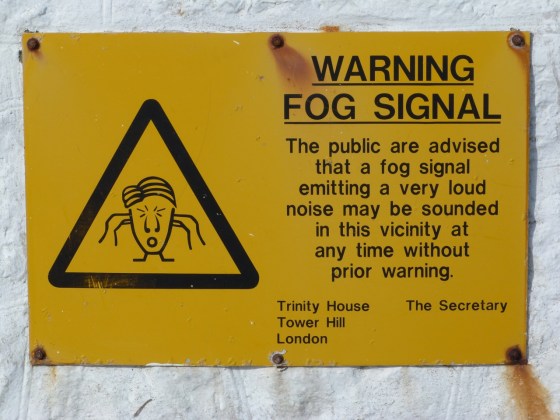 WARNING
FOG SIGNAL
The public are advised
that a fog signal
emitting a very loud
noise may be sounded
in this vicinity at
any time without
prior warning.
Trinity House The Secretary
Tower Hill
London